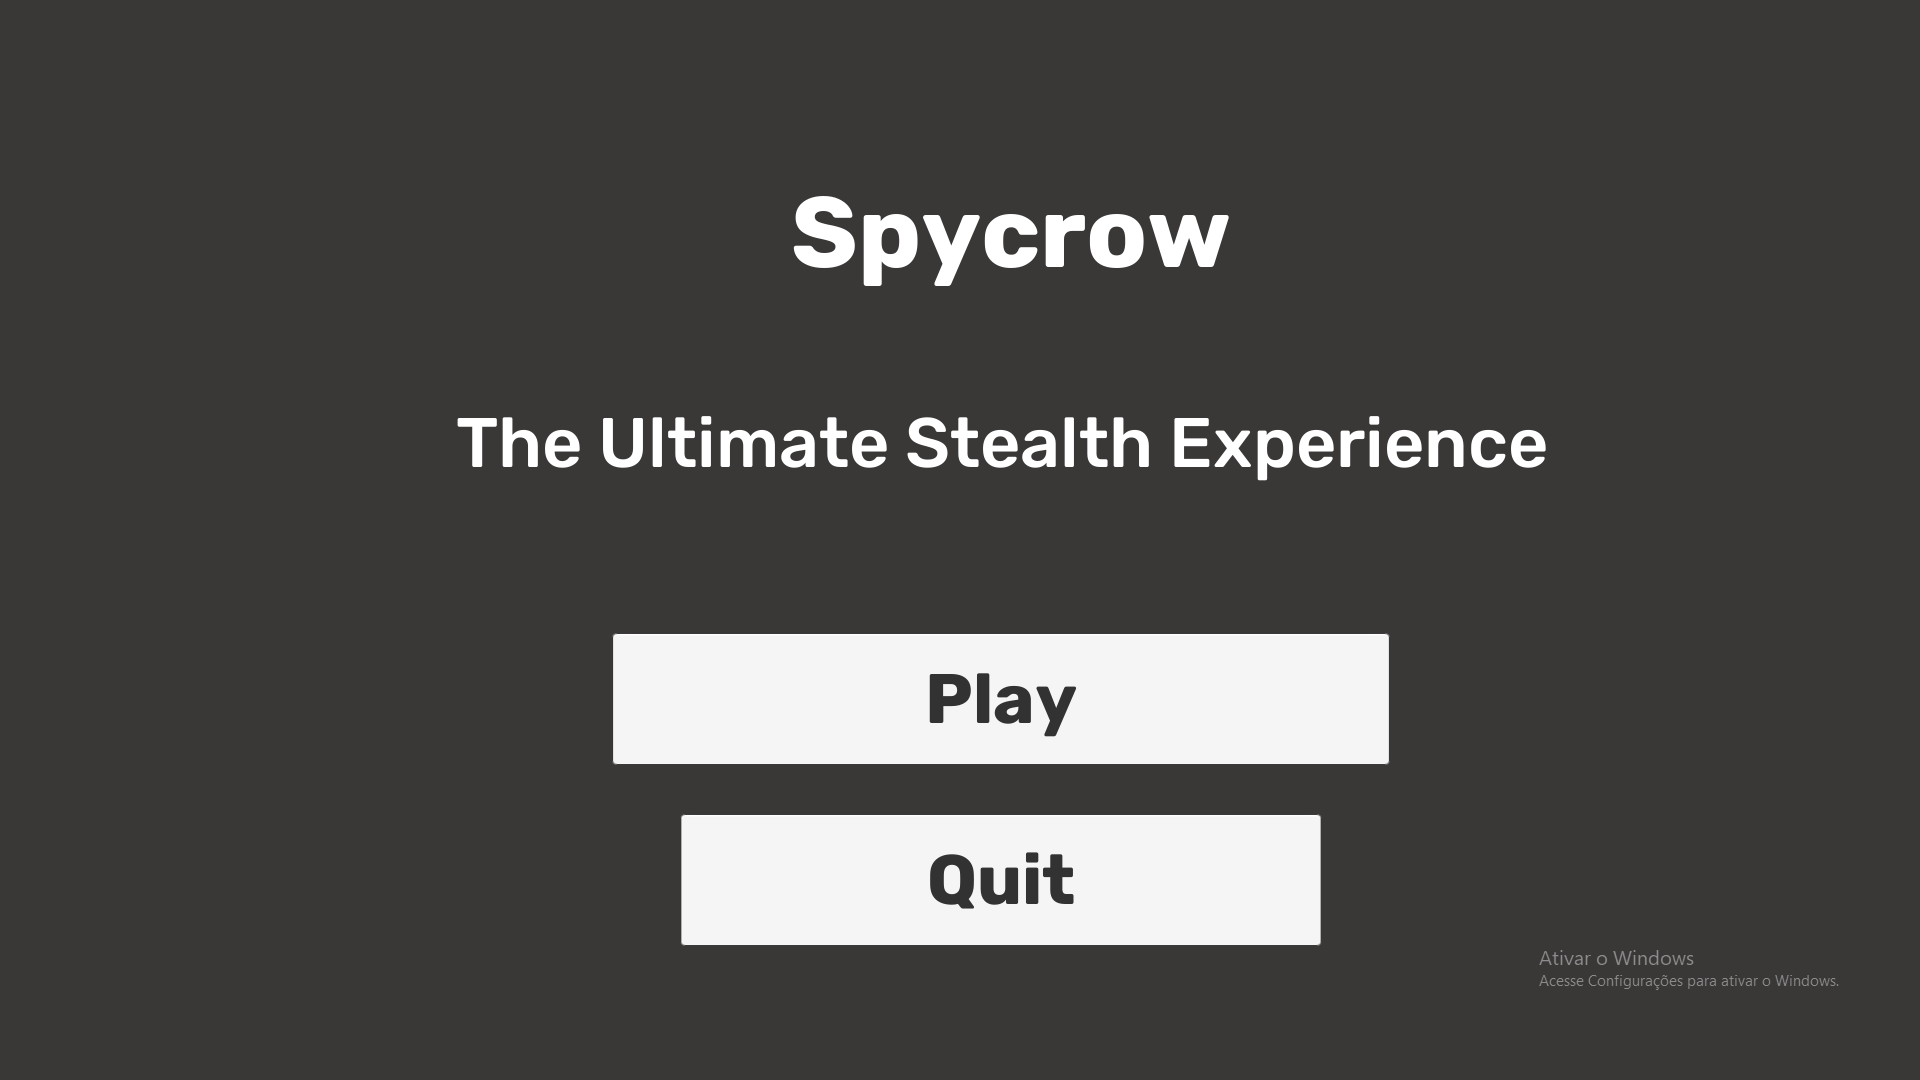 Spycrow
The Ultimate Stealth Experience
Play
Quit
Ativar o Windows
Acesse Configurações para ativar o Windows.